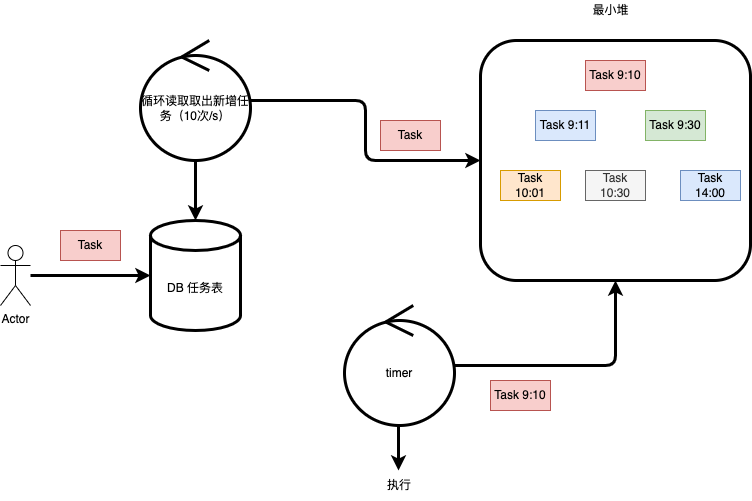 最小堆
Task 9:10
Task 9:11
Task 9:30
Task
10:01
Task
10:30
Task
14:00
循环读取取出新增任
务（10次/s）
Task
Task
DB 任务表
Actor
timer
Task 9:10
执行